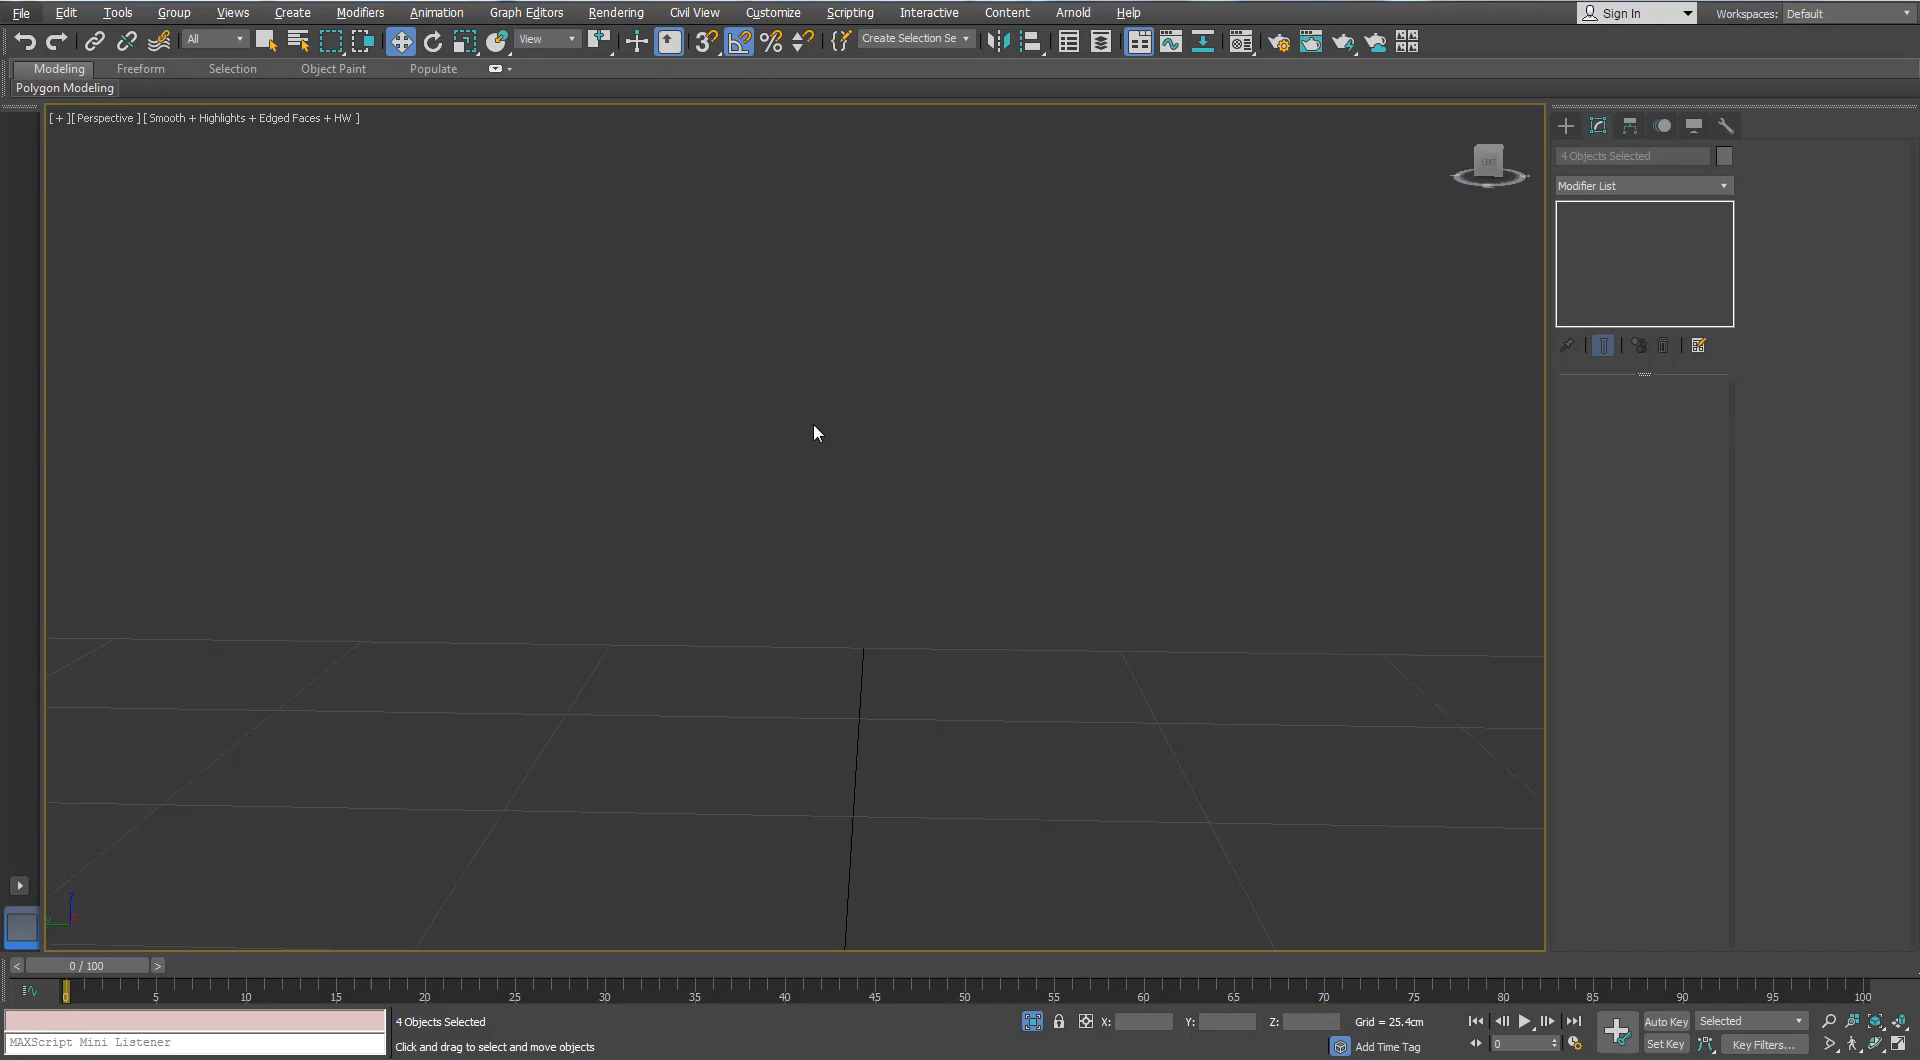 File Edit Tools Group Views Create Modifiers Animation Graph Editors Rendering Civil View Customize Scripting Interactive Content Arnold Help Sign In Workspaces: Default
All View Create Selection Se
Modeling Freeform Selection Object Paint Populate
Polygon Modeling
[ + ][ Perspective ] [ Smooth + Highlights + Edged Faces + HW ]
4 Objects Selected
LEFT
Modifier List
z
0 / 100
0 5 10 15 20 25 30 35 40 45 50 55 60 65 70 75 80 85 90 95 100
4 Objects Selected X: Y: Z: Grid = 25.4cm Auto Key Selected
MAXScript Mini Listener Click and drag to select and move objects Add Time Tag 0 Set Key Key Filters...